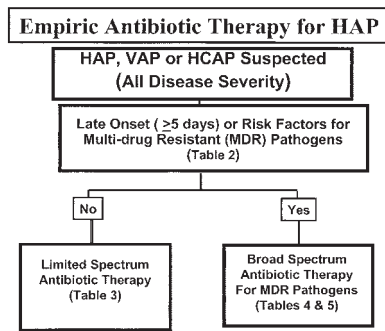 Empiric Antibiotic Therapy for HAP
HAP, VAP or HCAP Suspected
(All Disease Severity)
Late Onset ( ≥5 days) or Risk Factors for
Multi-drug Resistant (MDR) Pathogens
(Table 2)
No
Yes
Limited Spectrum
Antibiotic Therapy
(Table 3)
Broad Spectrum
Antibiotic Therapy
For MDR Pathogens
(Tables 4 & 5)